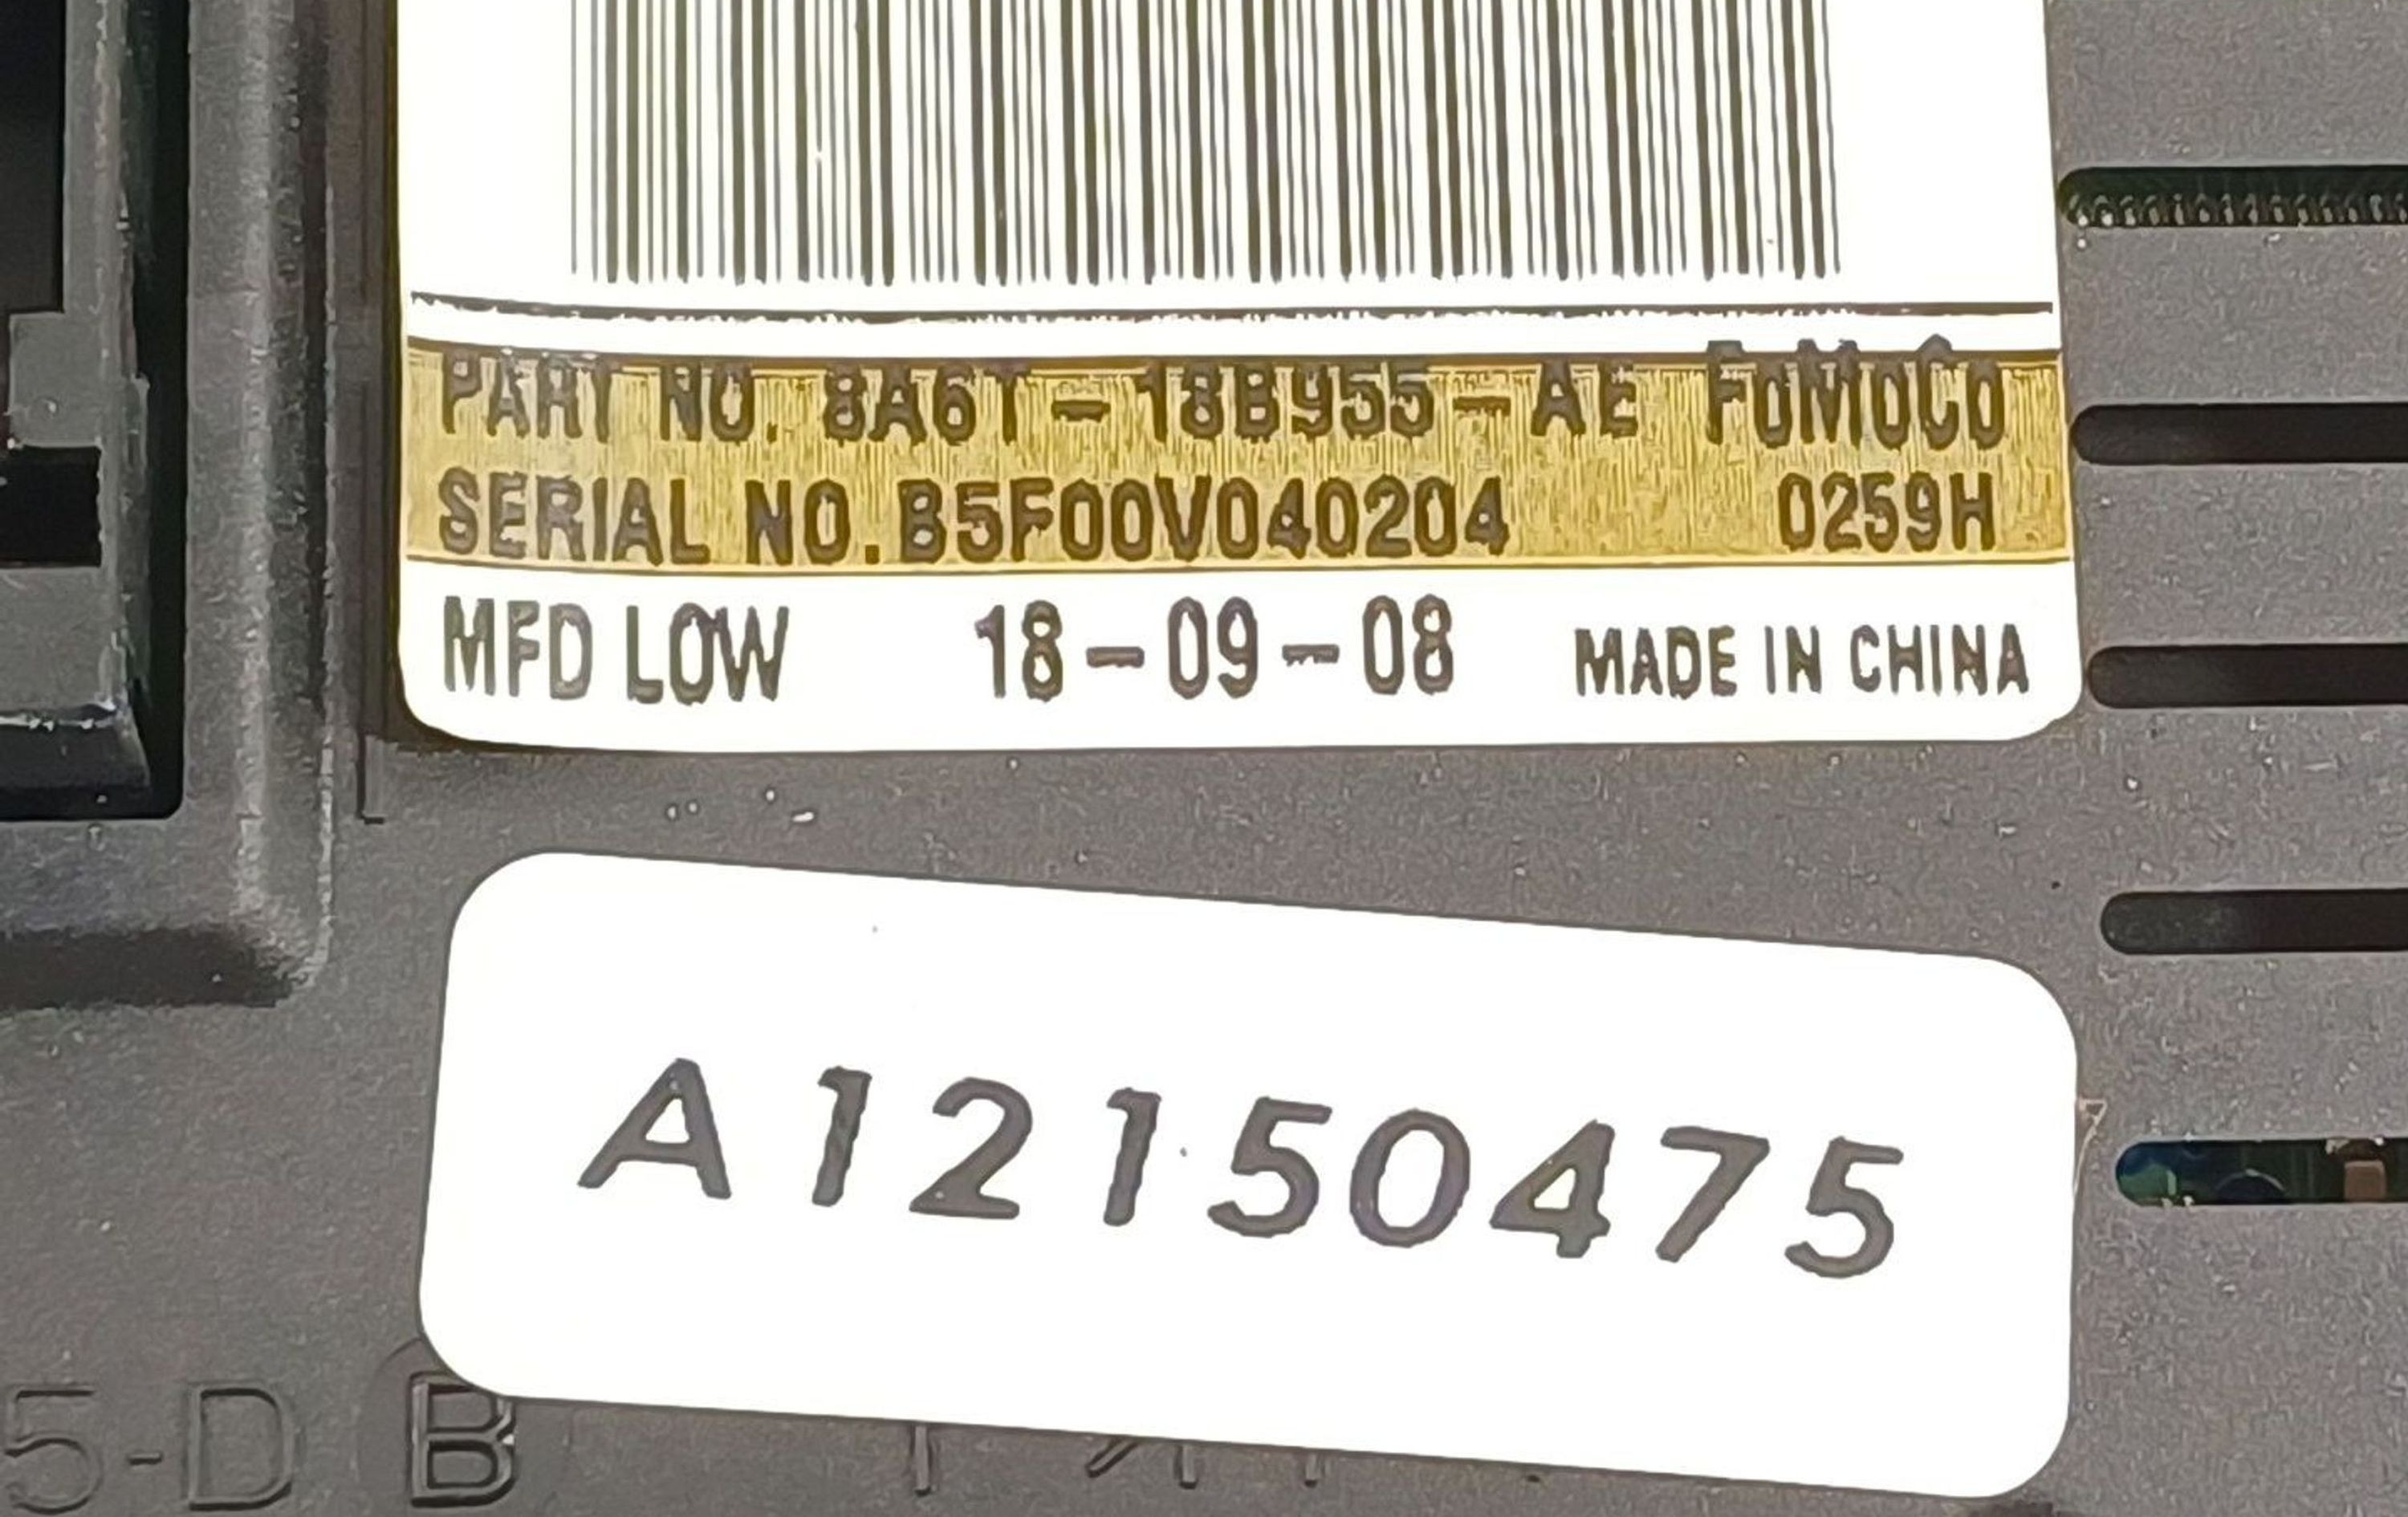 PART NO. 8A6T-18B955-AE FoMoCo
SERIAL NO.B5F00V040204 0259H
MFD LOW 18-09-08 MADE IN CHINA
A12150475
5-D B